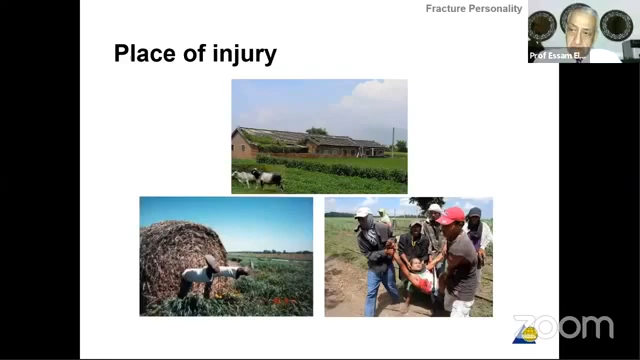 Fracture Personality
Place of injury
Prof Essam El...
zoom